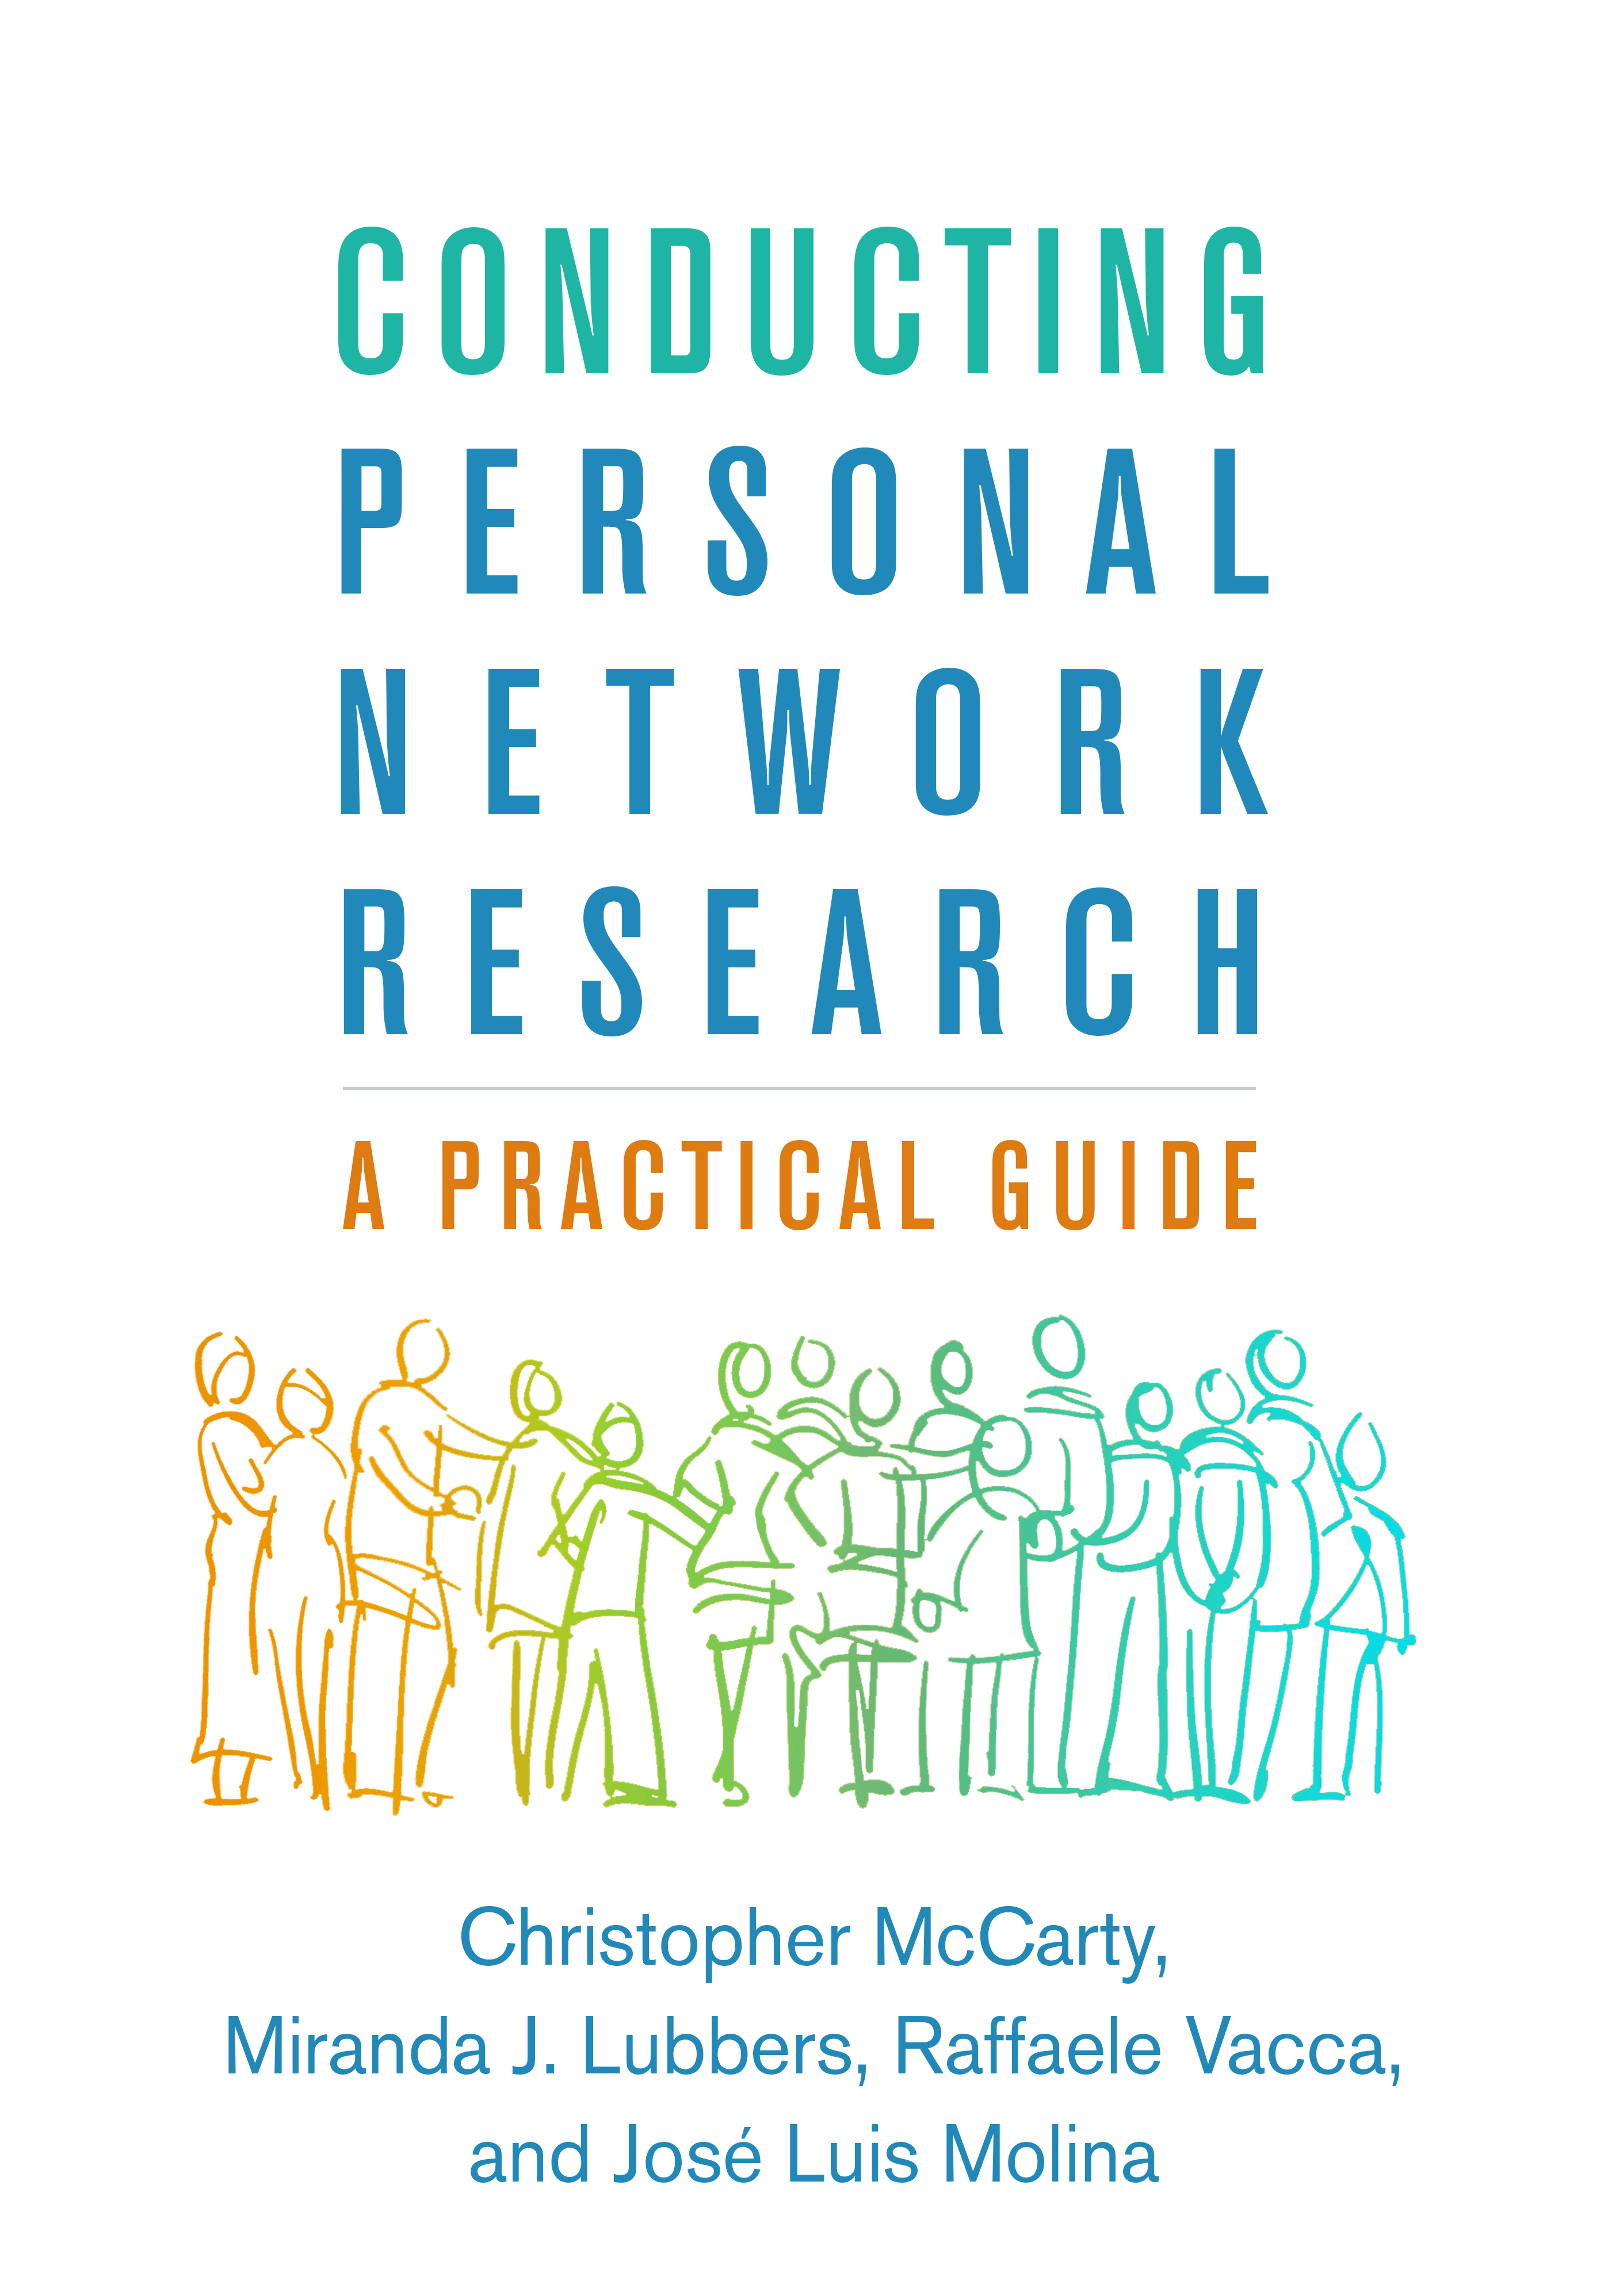 CONDUCTING
PERSONAL
NETWORK
RESEARCH
A PRACTICAL GUIDE
Christopher McCarty,
Miranda J. Lubbers, Raffaele Vacca,
and José Luis Molina